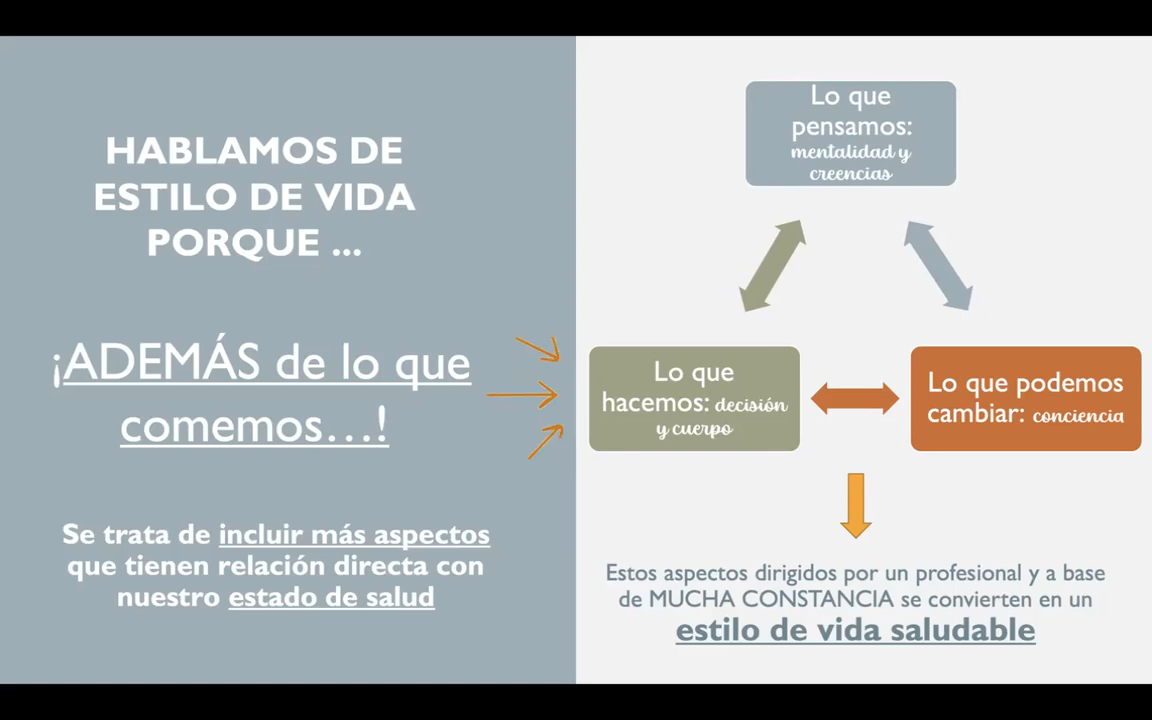 HABLAMOS DE
ESTILO DE VIDA
PORQUE ...
¡ADEMÁS de lo que
comemos...!
Se trata de incluir más aspectos
que tienen relación directa con
nuestro estado de salud
Lo que
pensamos:
mentalidad y
creencias
Lo que
hacemos: decisión
y cuerpo
Lo que podemos
cambiar: conciencia
Estos aspectos dirigidos por un profesional y a base
de MUCHA CONSTANCIA se convierten en un
estilo de vida saludable